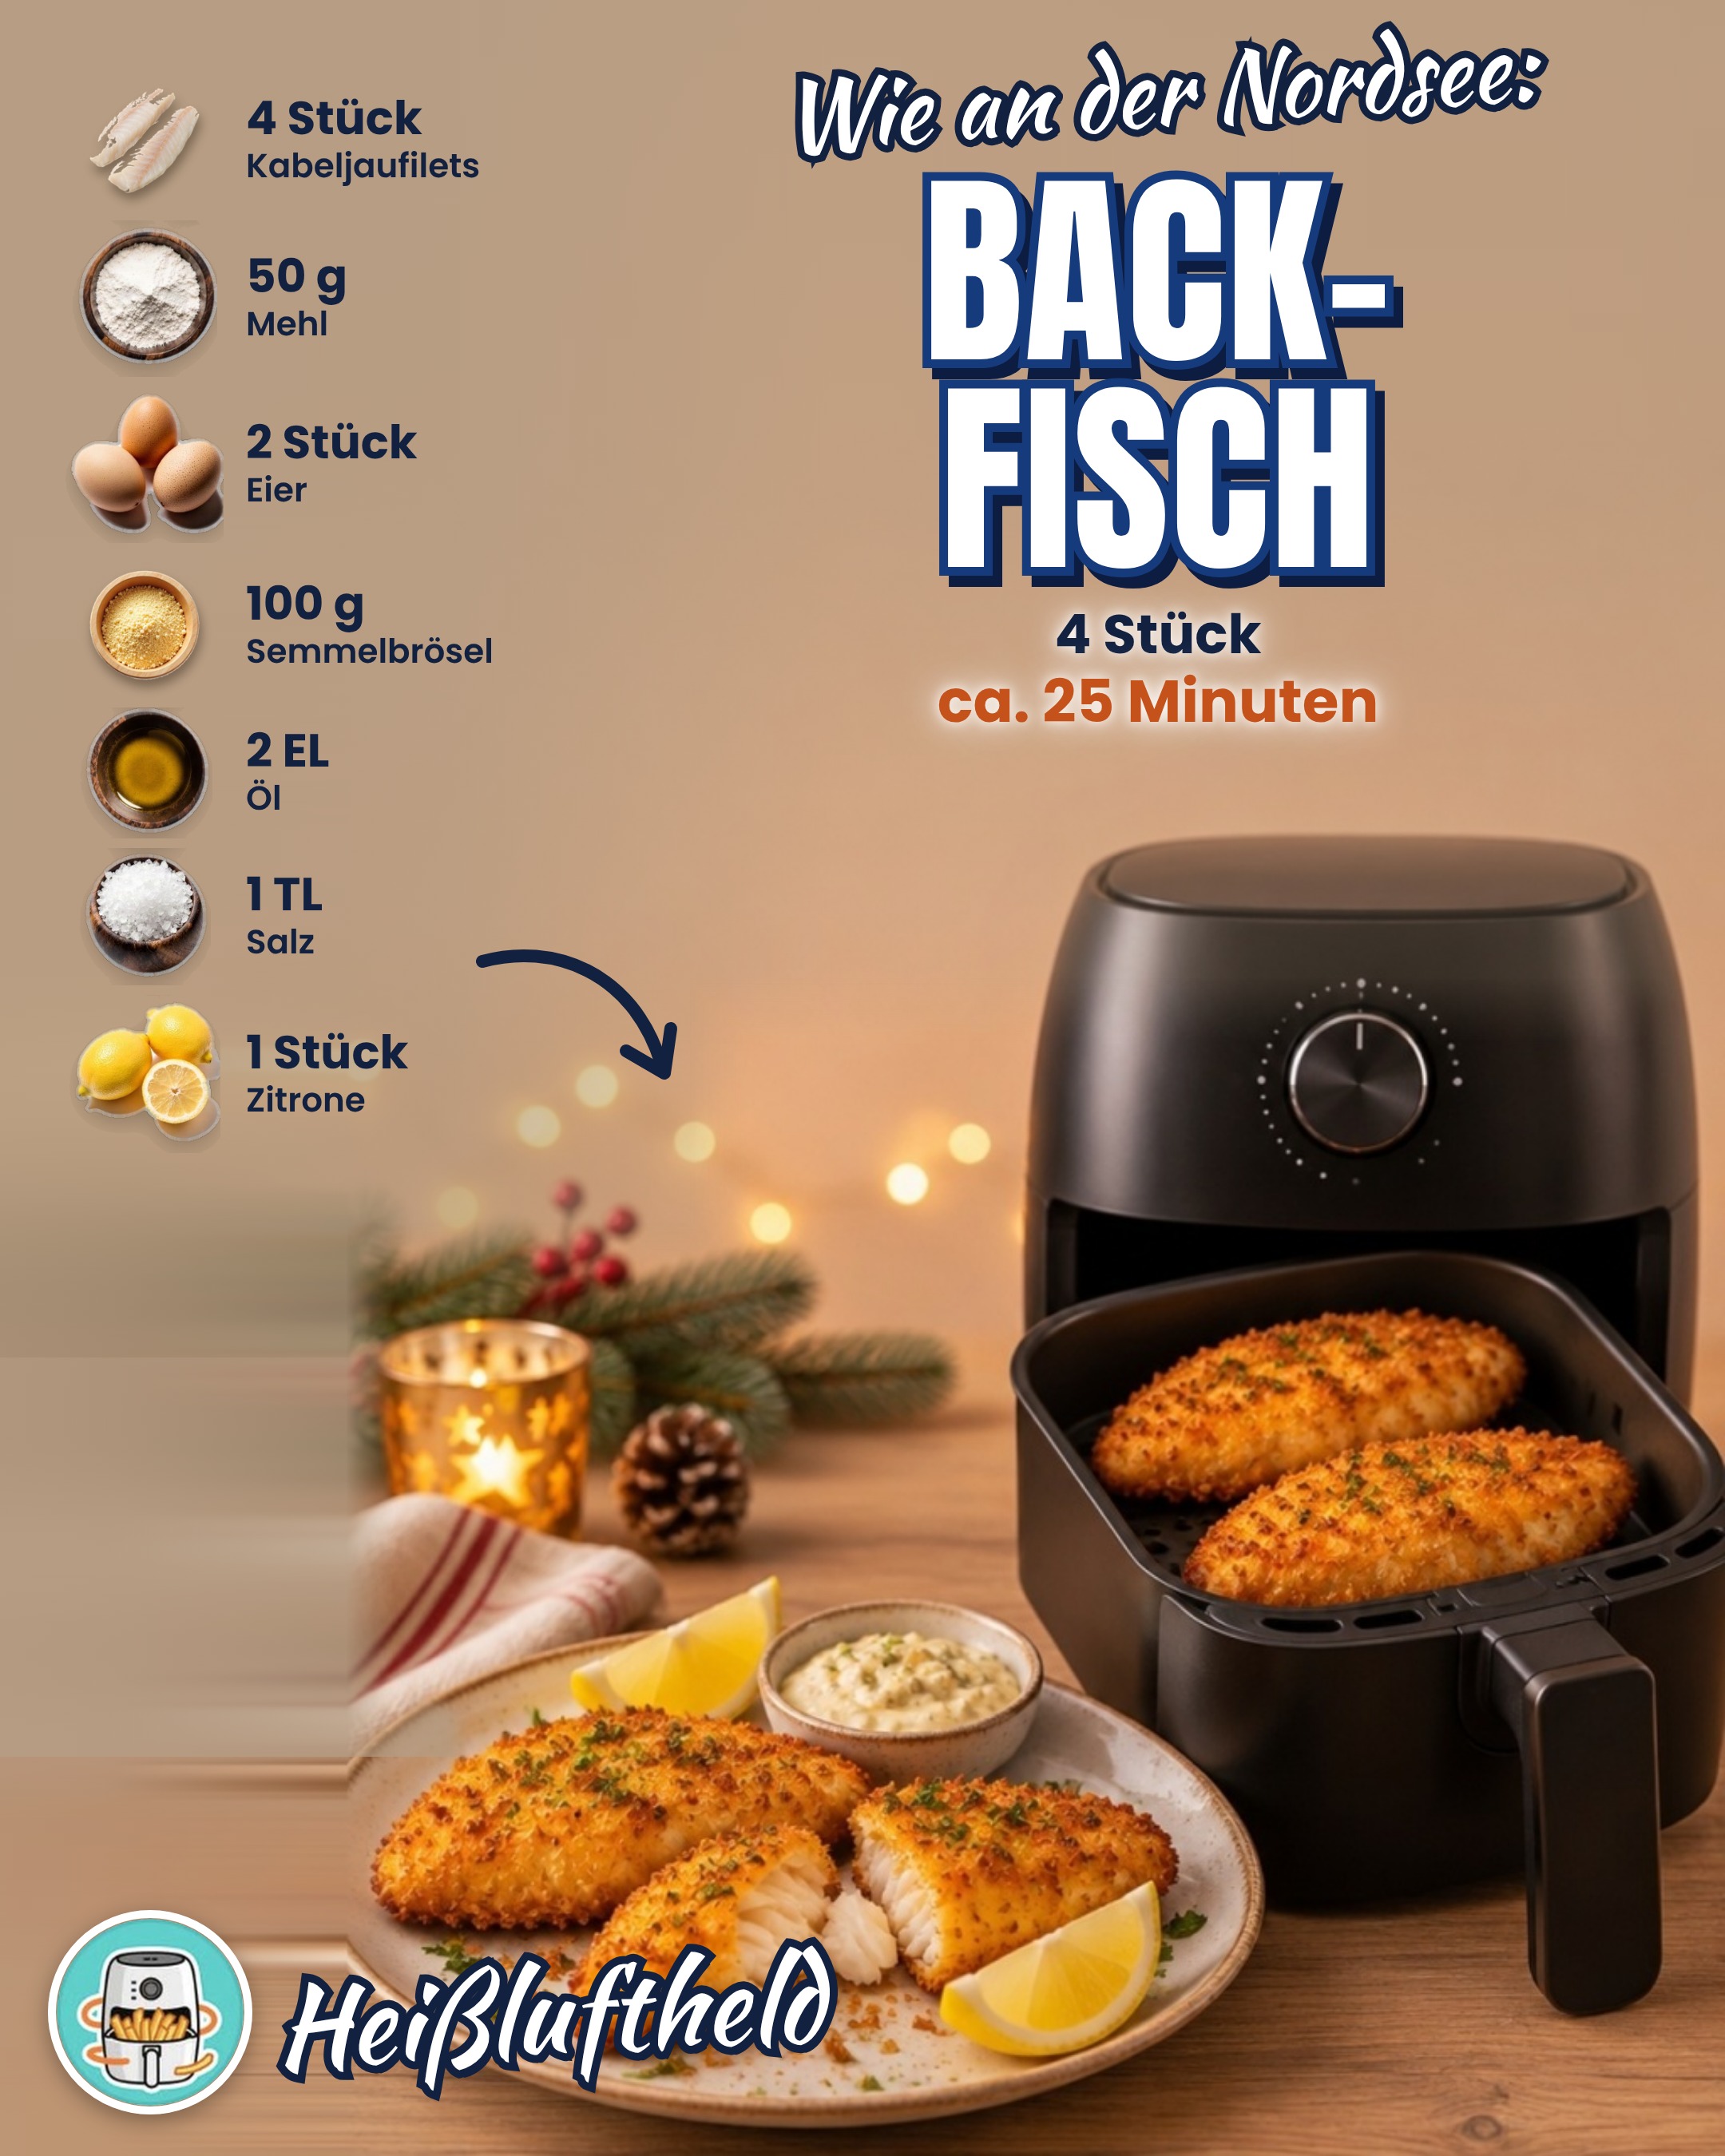 Wie an der Nordsee:
BACK-
FISCH
4 Stück
ca. 25 Minuten
4 Stück
Kabeljaufilets
50 g
Mehl
2 Stück
Eier
100 g
Semmelbrösel
2 EL
Öl
1 TL
Salz
1 Stück
Zitrone
Heißluftheld